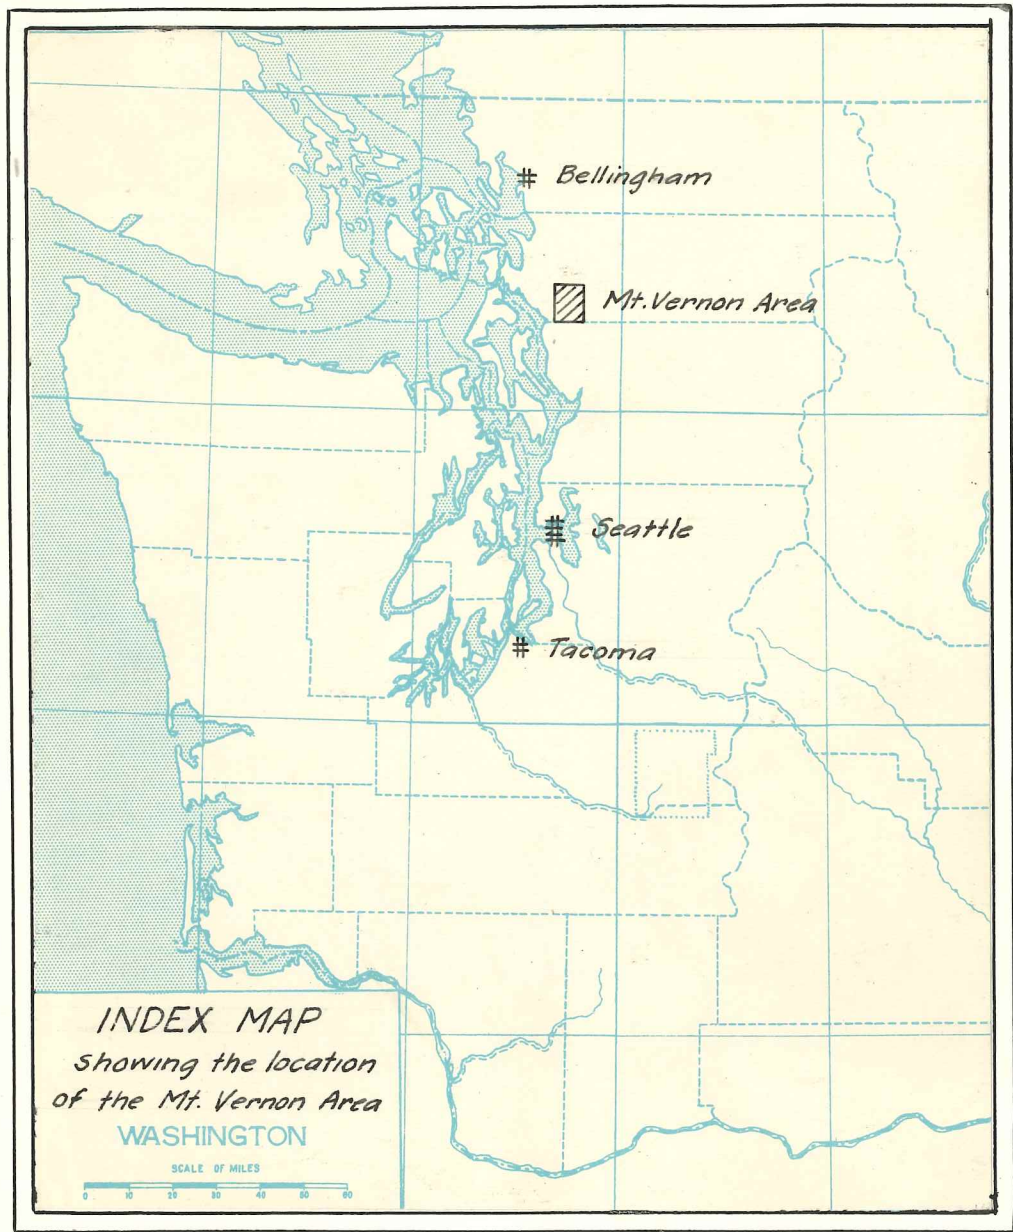 Bellingham
Mt. Vernon Area
Seattle
Tacoma
INDEX MAP
showing the location
of the Mt. Vernon Area
WASHINGTON
SCALE OF MILES
0 10 20 30 40 50 60